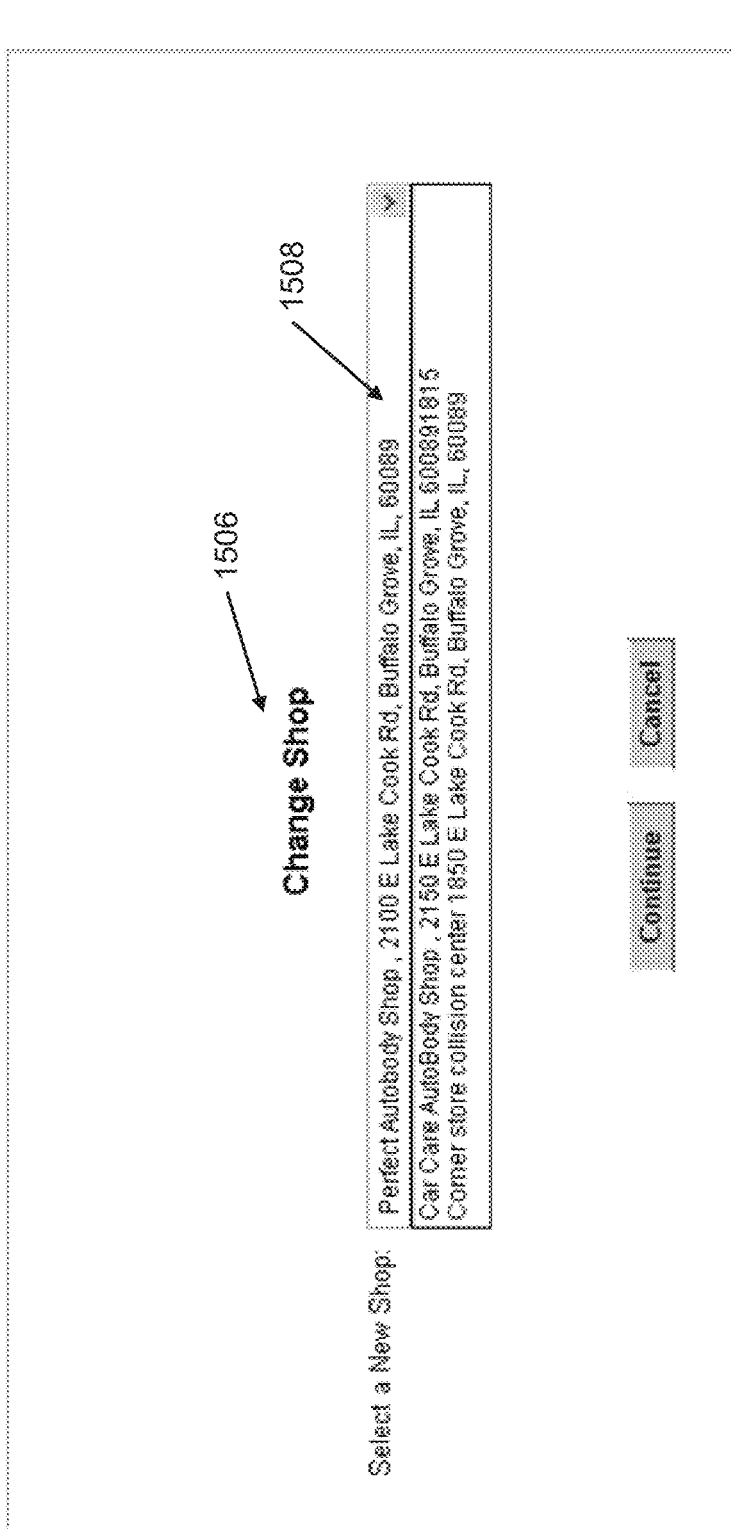 1506
1508
Change Shop
Select a New Shop: Perfect Autobody Shop , 2100 E Lake Cook Rd, Buffalo Grove, IL, 60089
Car Care AutoBody Shop , 2150 E Lake Cook Rd, Buffalo Grove, IL 600891815
Corner store collision center 1850 E Lake Cook Rd, Buffalo Grove, IL, 60089
Continue Cancel